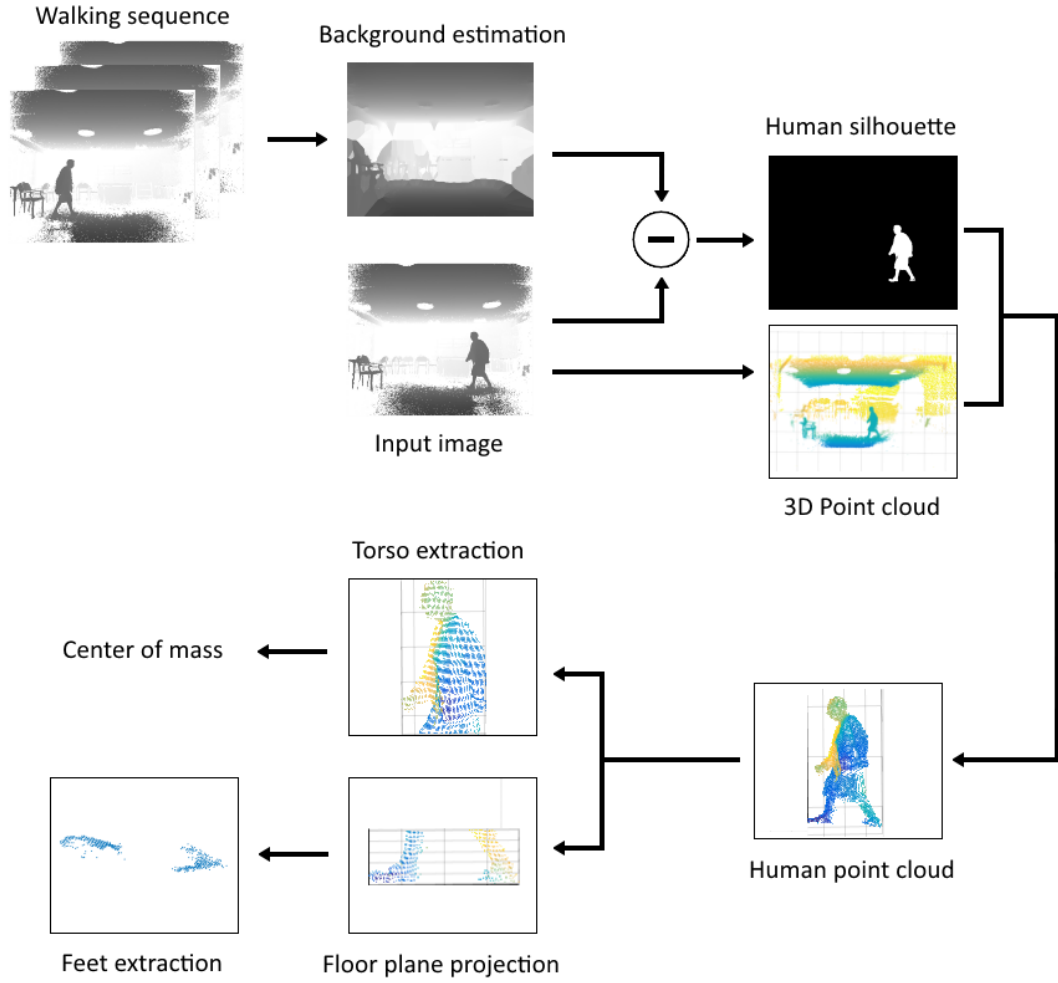 Walking sequence
Background estimation
Human silhouette
Input image
3D Point cloud
Torso extraction
Center of mass
Human point cloud
Feet extraction
Floor plane projection